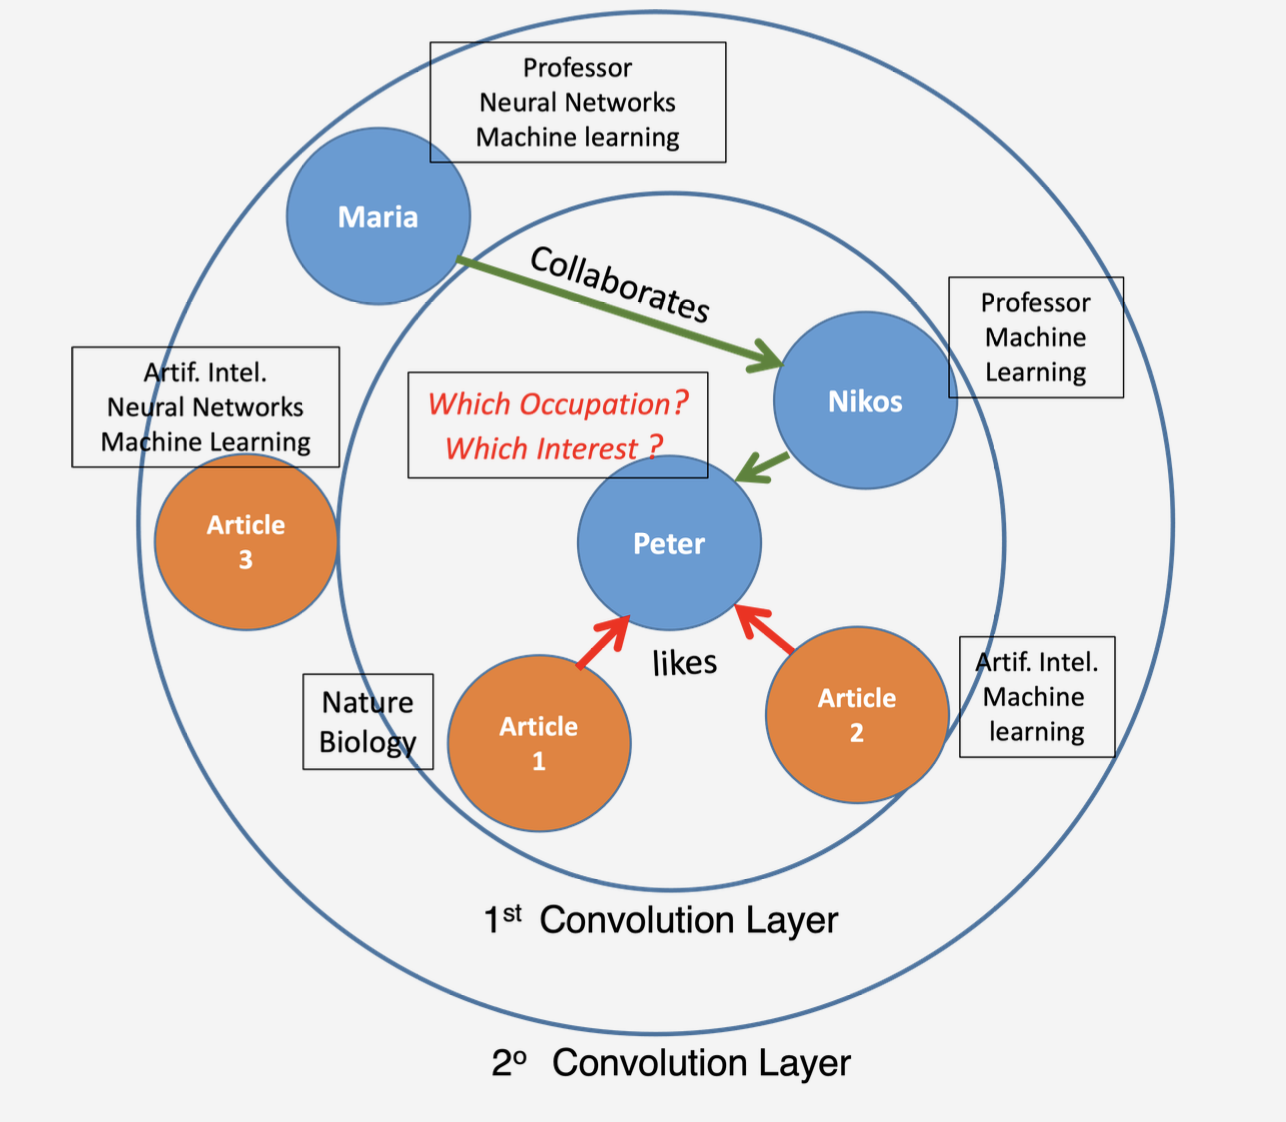 Professor
Neural Networks
Machine learning
Maria
Collaborates
Professor
Machine
Learning
Nikos
Artif. Intel.
Neural Networks
Machine Learning
Which Occupation?
Which Interest ?
Article
3
Peter
likes
Nature
Biology
Article
1
Article
2
Artif. Intel.
Machine
learning
1st Convolution Layer
2º Convolution Layer